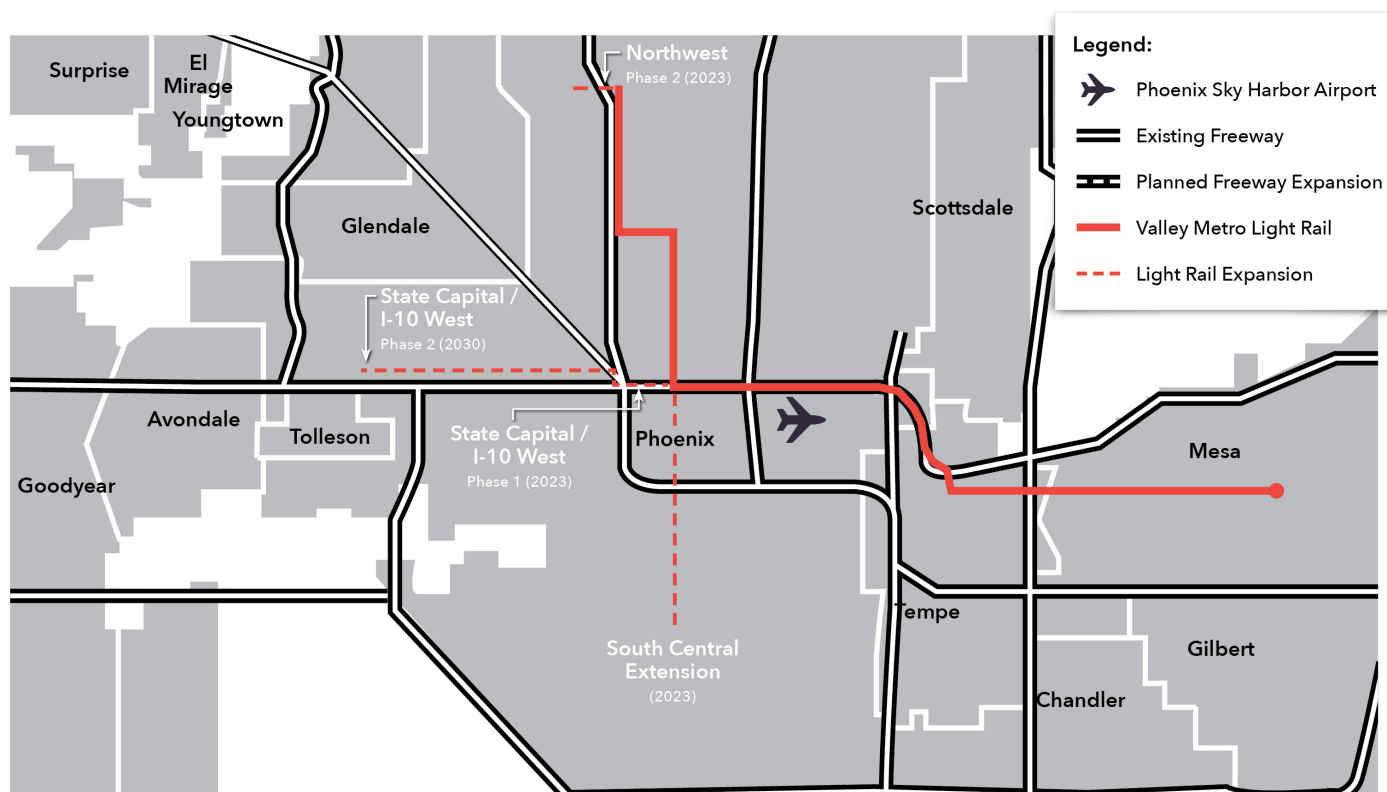 Surprise
El
Mirage
Youngtown
Northwest
Phase 2 (2023)
Legend:
Phoenix Sky Harbor Airport
Existing Freeway
Planned Freeway Expansion
Valley Metro Light Rail
Light Rail Expansion
Glendale
Scottsdale
State Capital /
I-10 West
Phase 2 (2030)
Avondale
Tolleson
State Capital /
I-10 West
Phase 1 (2023)
Phoenix
Mesa
Goodyear
Tempe
South Central
Extension
(2023)
Gilbert
Chandler